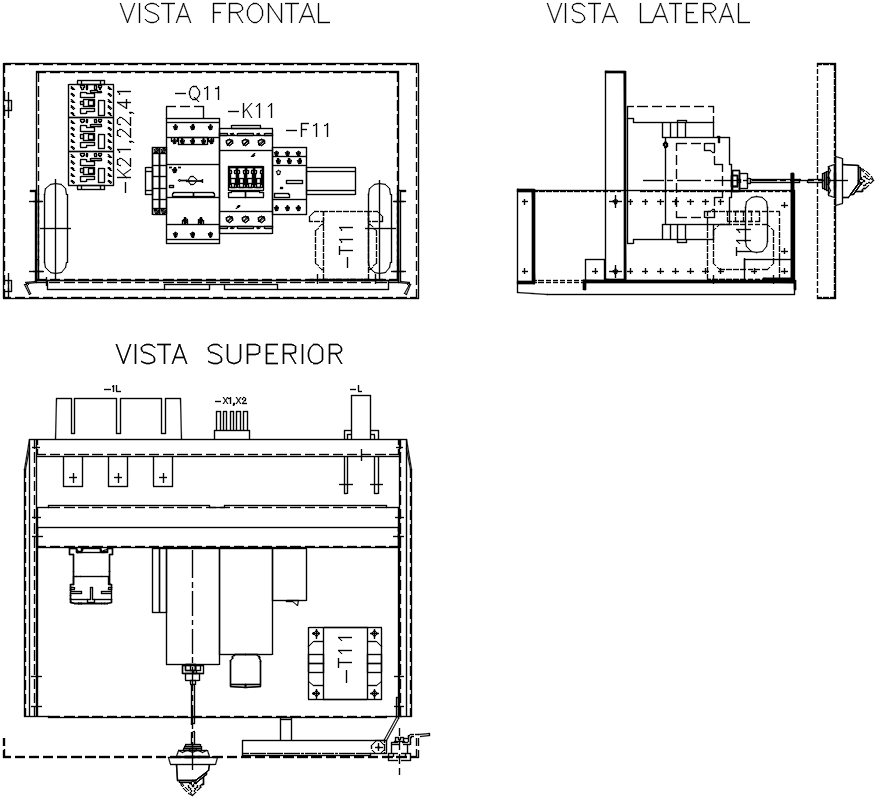 VISTA FRONTAL
VISTA LATERAL
-Q11
-K11
-F11
-K21,22,41
-T11
T11
VISTA SUPERIOR
-1L
-X1,X2
-L
-T11